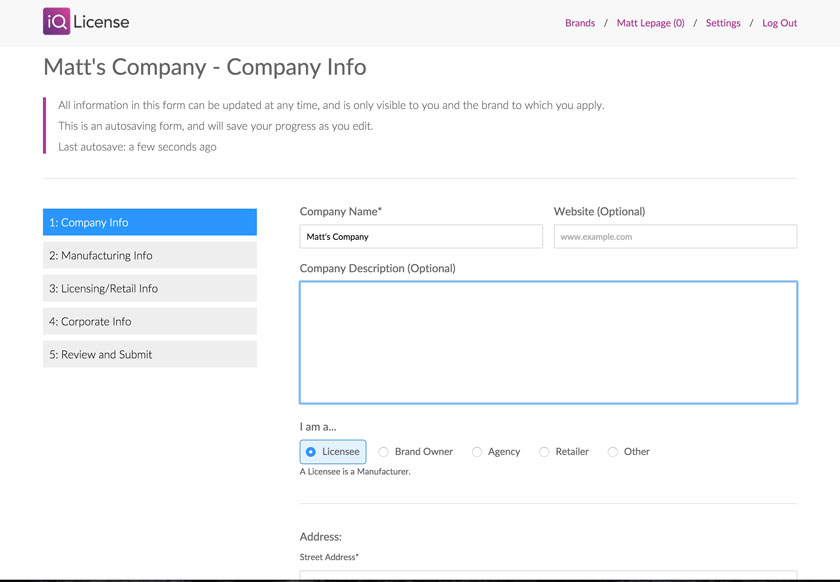 iQ License
Brands / Matt Lepage (0) / Settings / Log Out
Matt's Company - Company Info
All information in this form can be updated at any time, and is only visible to you and the brand to which you apply.
This is an autosaving form, and will save your progress as you edit.
Last autosave: a few seconds ago
1: Company Info
2: Manufacturing Info
3: Licensing/Retail Info
4: Corporate Info
5: Review and Submit
Company Name* Website (Optional)
Matt's Company www.example.com
Company Description (Optional)
I am a...
Licensee Brand Owner Agency Retailer Other
A Licensee is a Manufacturer.
Address:
Street Address*